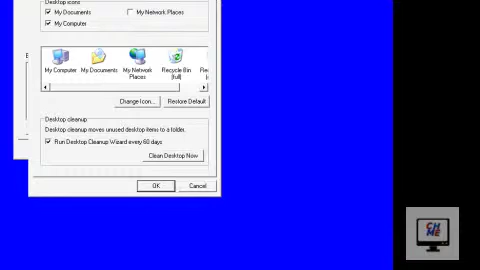 Desktop icons
My Documents
My Network Places
My Computer
My Computer
My Documents
My Network
Places
Recycle Bin
(full)
Change Icon...
Restore Default
Desktop cleanup
Desktop cleanup moves unused desktop items to a folder.
Run Desktop Cleanup Wizard every 60 days
Clean Desktop Now
OK
Cancel
CH
ME